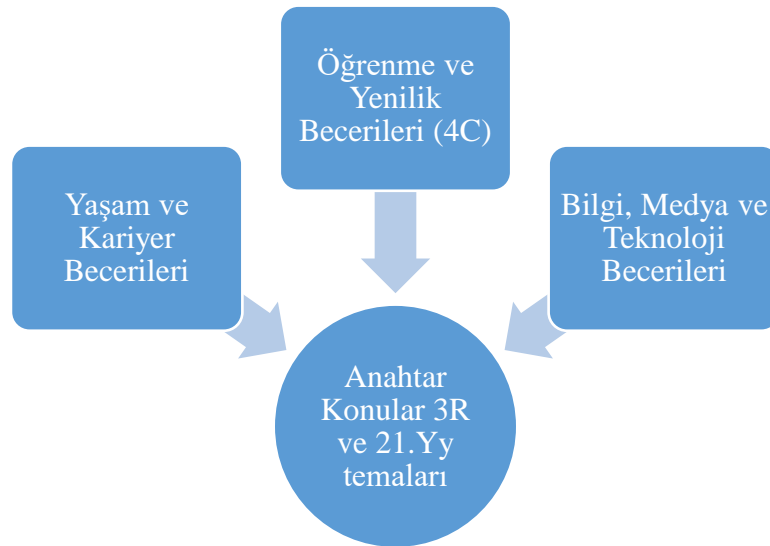 Öğrenme ve
Yenilik
Becerileri (4C)
Yaşam ve
Kariyer
Becerileri
Bilgi, Medya ve
Teknoloji
Becerileri
Anahtar
Konular 3R
ve 21.Yy
temaları